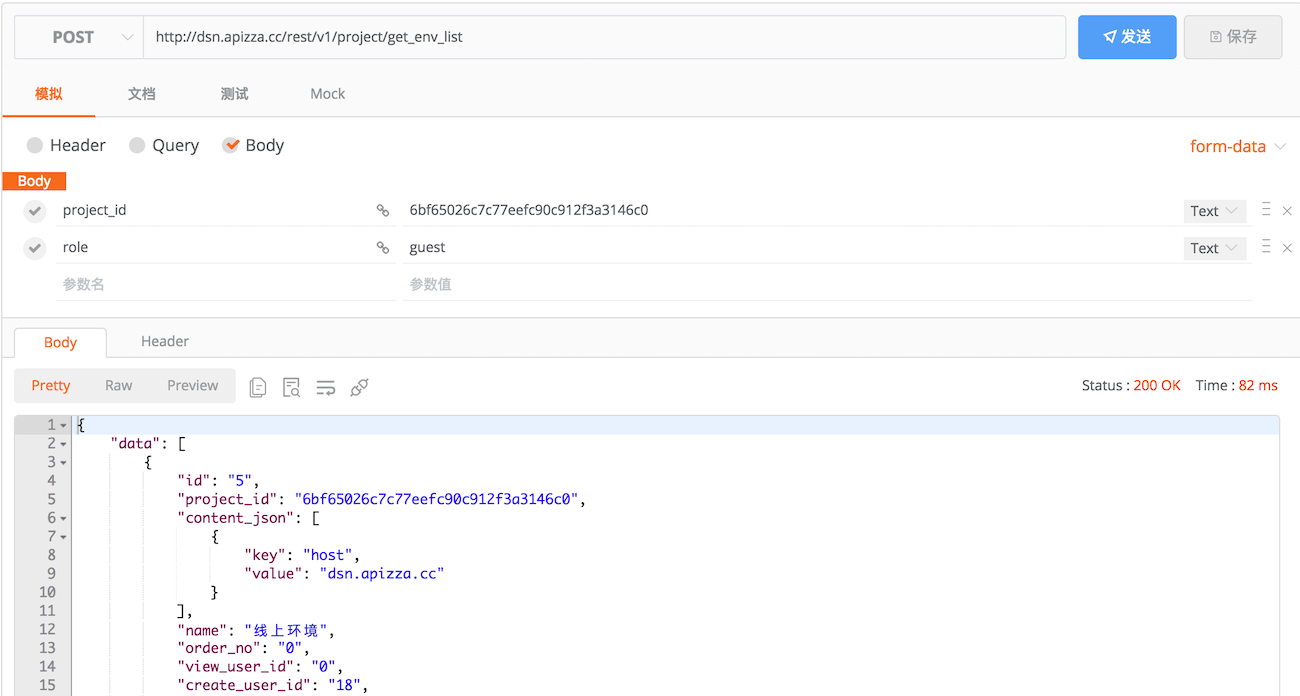 POST http://dsn.apizza.cc/rest/v1/project/get_env_list 发送 保存
模拟 文档 测试 Mock
Header Query Body form-data
Body
project_id 6bf65026c7c77eefc90c912f3a3146c0 Text
role guest Text
参数名 参数值
Body Header
Pretty Raw Preview Status : 200 OK Time : 82 ms
1 {
2 "data": [
3 {
4 "id": "5",
5 "project_id": "6bf65026c7c77eefc90c912f3a3146c0",
6 "content_json": [
7 {
8 "key": "host",
9 "value": "dsn.apizza.cc"
10 }
11 ],
12 "name": "线上环境",
13 "order_no": "0",
14 "view_user_id": "0",
15 "create_user_id": "18",